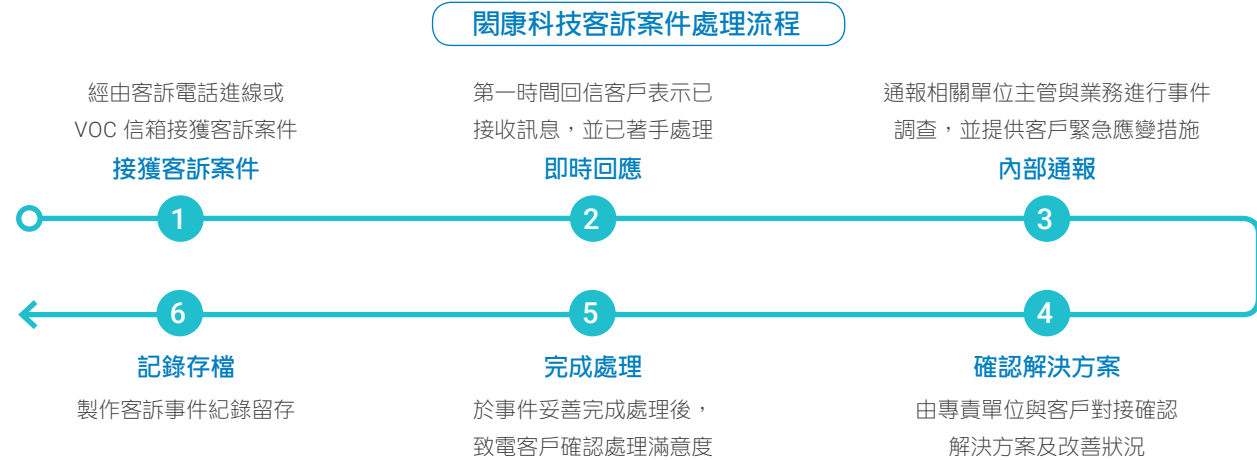 閎康科技客訴案件處理流程
經由客訴電話進線或
VOC 信箱接獲客訴案件
接獲客訴案件
1
第一時間回信客戶表示已
接收訊息，並已著手處理
即時回應
2
通報相關單位主管與業務進行事件
調查，並提供客戶緊急應變措施
內部通報
3
4
確認解決方案
由專責單位與客戶對接確認
解決方案及改善狀況
5
完成處理
於事件妥善完成處理後，
致電客戶確認處理滿意度
6
記錄存檔
製作客訴事件紀錄留存